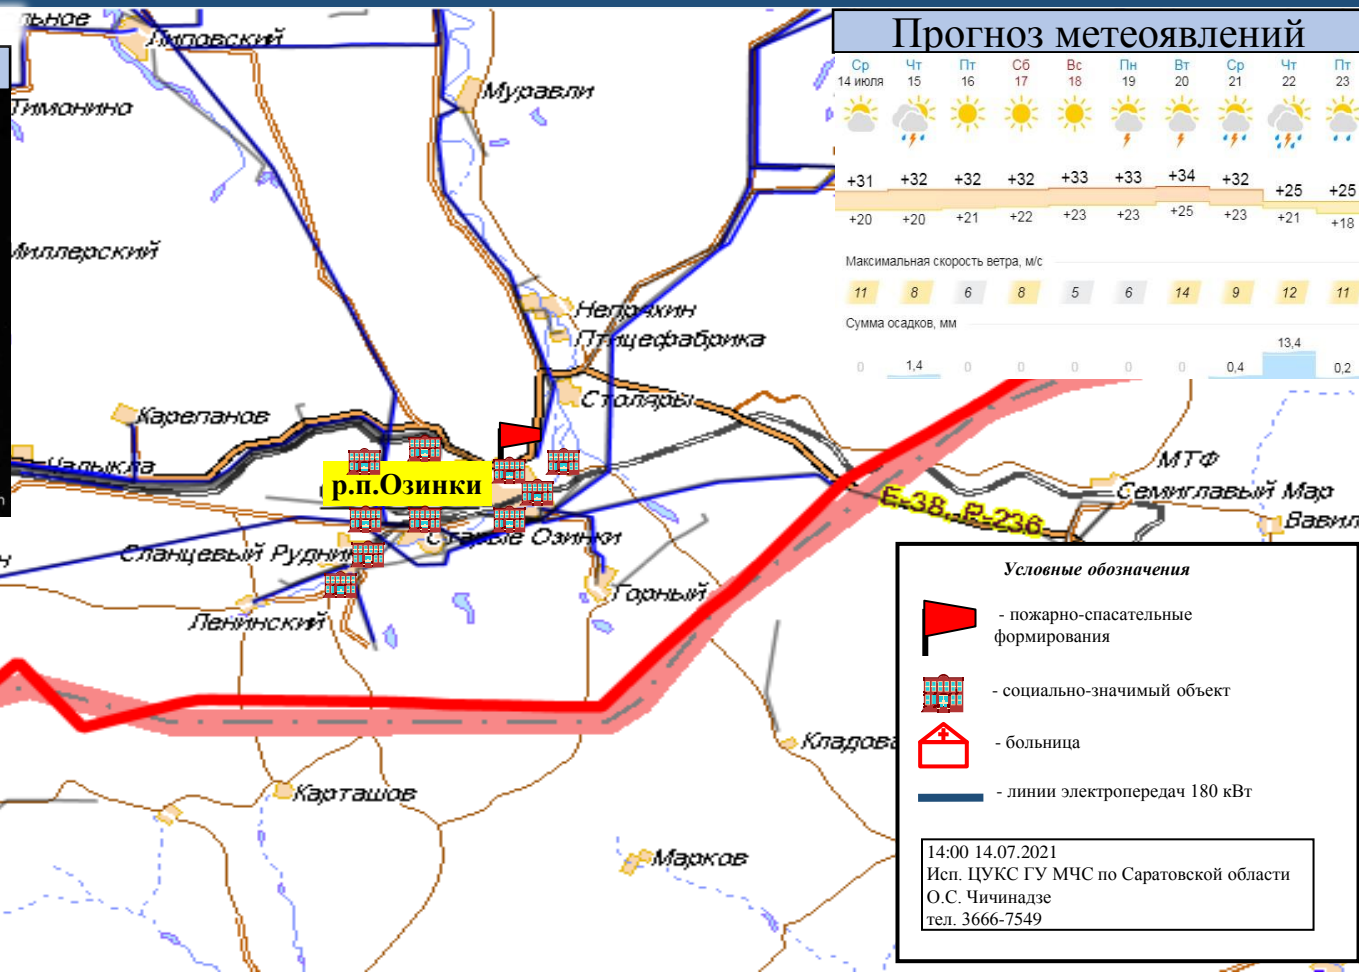 Прогноз метеоявлений
Ср Чт Пт Сб Вс Пн Вт Ср Чт Пт
14 июля 15 16 17 18 19 20 21 22 23
+31 +32 +32 +32 +33 +33 +34 +32 +25 +25
+20 +20 +21 +22 +23 +23 +25 +23 +21 +18
Максимальная скорость ветра, м/с
11 8 6 8 5 6 14 9 12 11
Сумма осадков, мм
0 1,4 0 0 0 0 0 0,4 13,4 0,2
льное
Липовский
Тимонино
Муравли
Миллерский
Непряхин
Птицефабрика
Столяры
Карепанов
Чалыкла
р.п.Озинки
МТФ
Семиглавый Мар
Е-38, Р-236
Вавил
Старые Озинки
Сланцевый Рудни
Горный
Ленинский
Кладова
Карташов
Марков
Условные обозначения
- пожарно-спасательные
формирования
- социально-значимый объект
- больница
- линии электропередач 180 кВт
14:00 14.07.2021
Исп. ЦУКС ГУ МЧС по Саратовской области
О.С. Чичинадзе
тел. 3666-7549